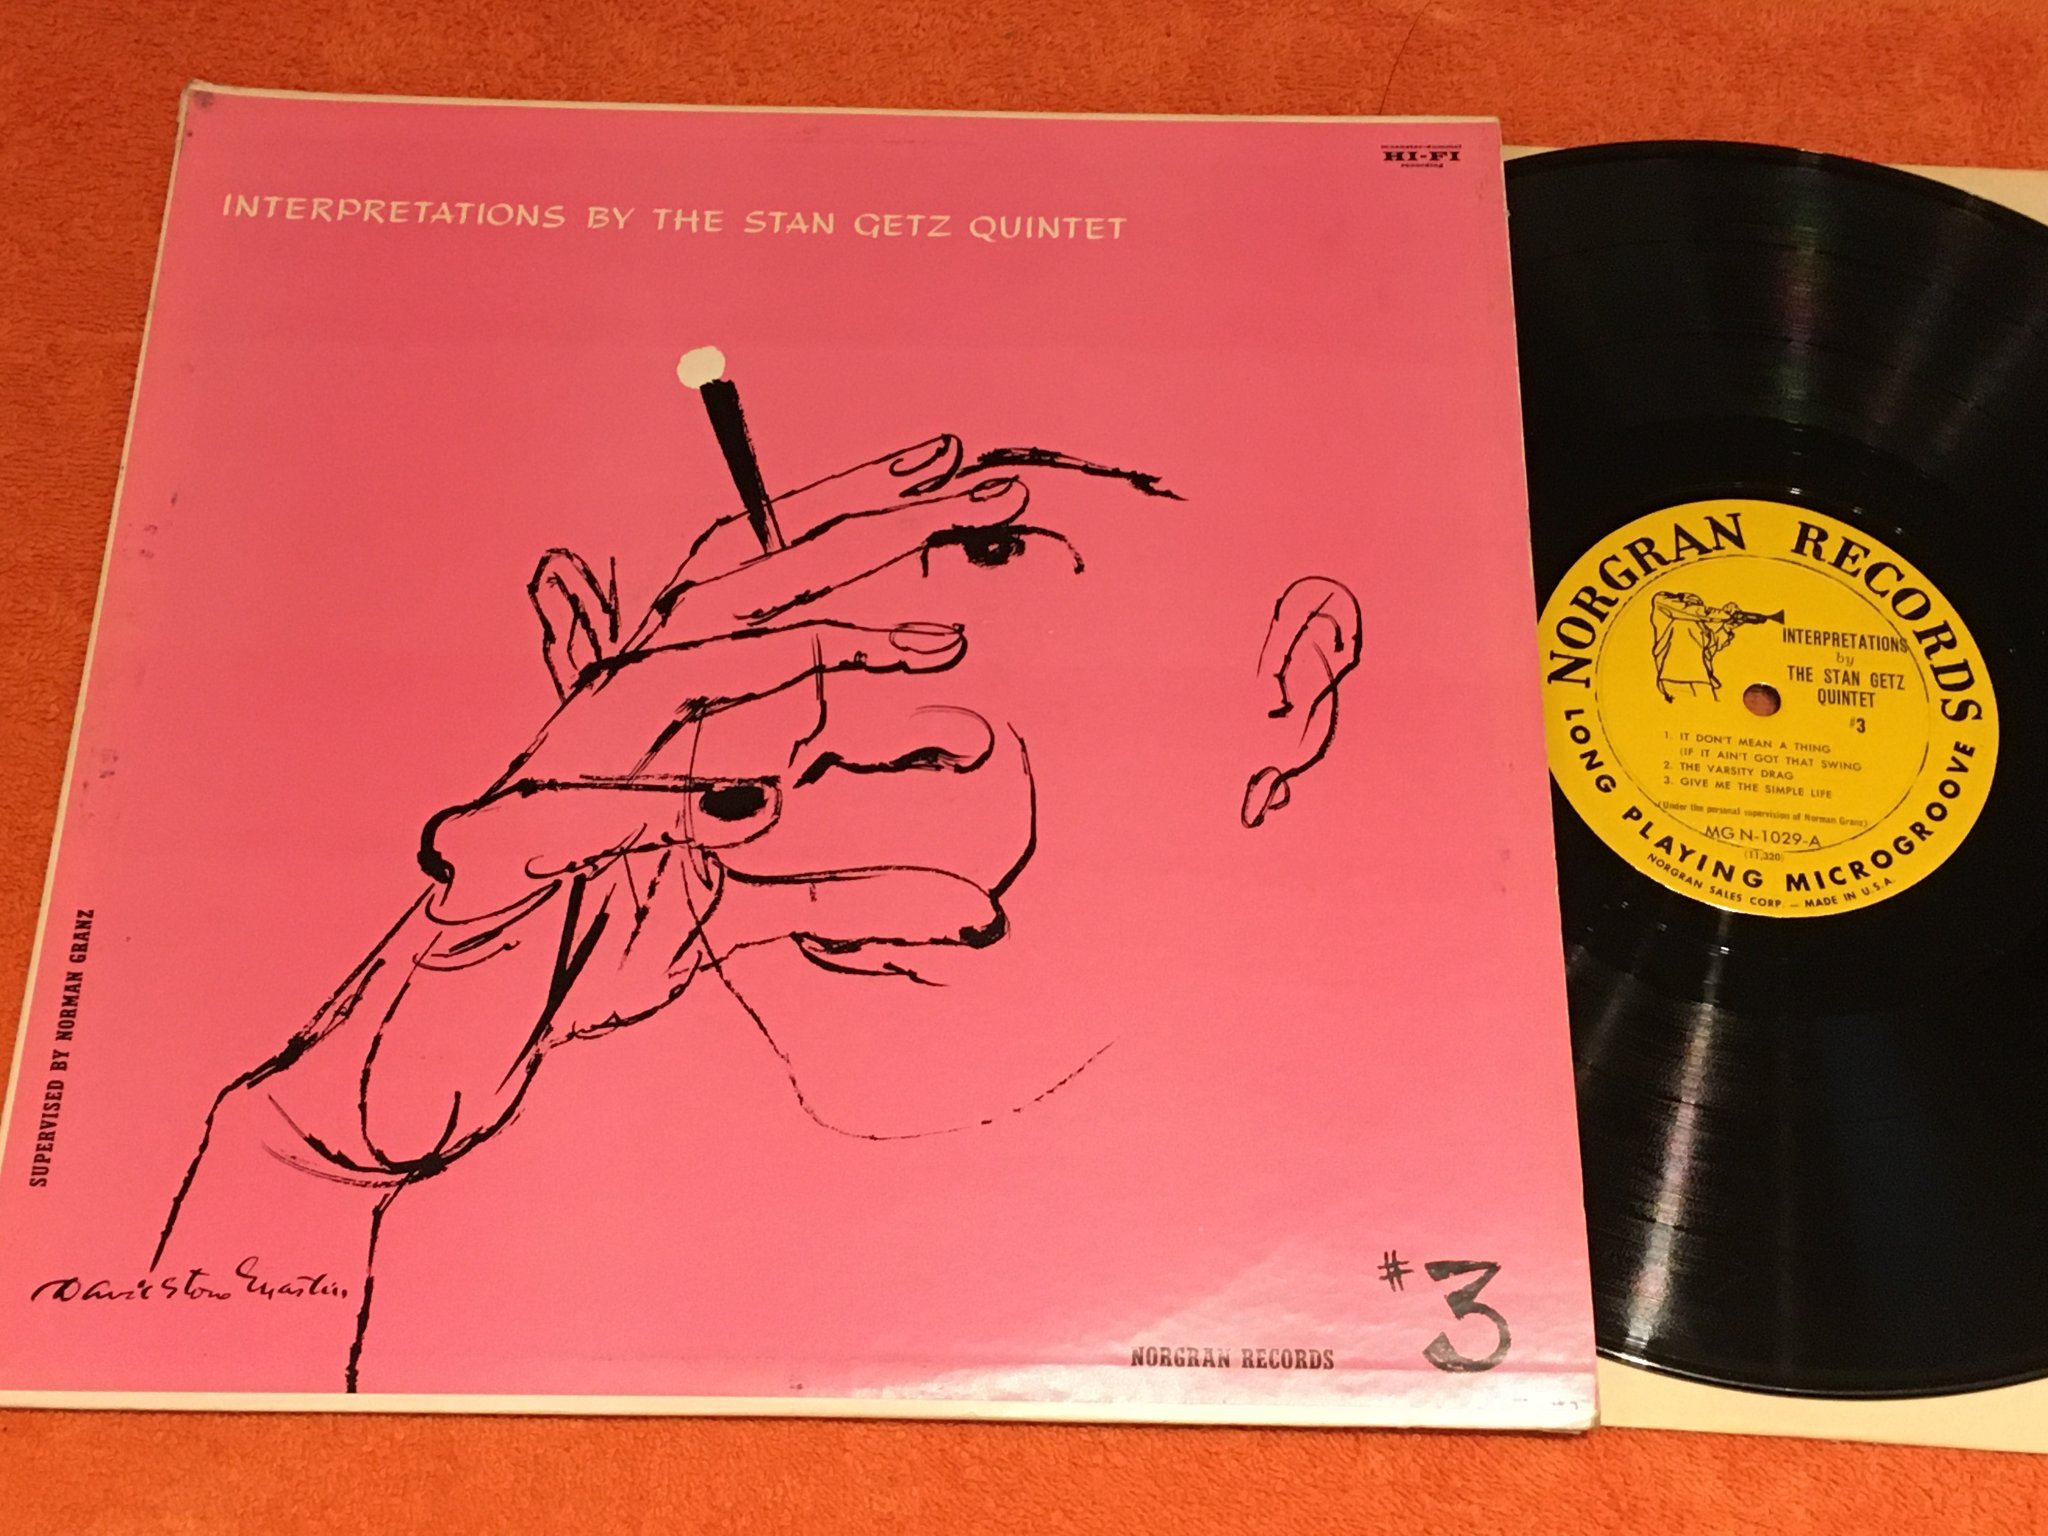 HI-FI
recording
INTERPRETATIONS BY THE STAN GETZ QUINTET
SUPERVISED BY NORMAN GRANZ
David Stone Martin
NORGRAN RECORDS
#3
NORGRAN RECORDS
INTERPRETATIONS
by
THE STAN GETZ
QUINTET
#3
1. IT DON'T MEAN A THING
(IF IT AIN'T GOT THAT SWING
2. THE VARSITY DRAG
3. GIVE ME THE SIMPLE LIFE
(Under the personal supervision of Norman Granz)
MG N-1029-A
(11,320)
LONG PLAYING MICROGROOVE
NORGRAN SALES CORP. — MADE IN U.S.A.